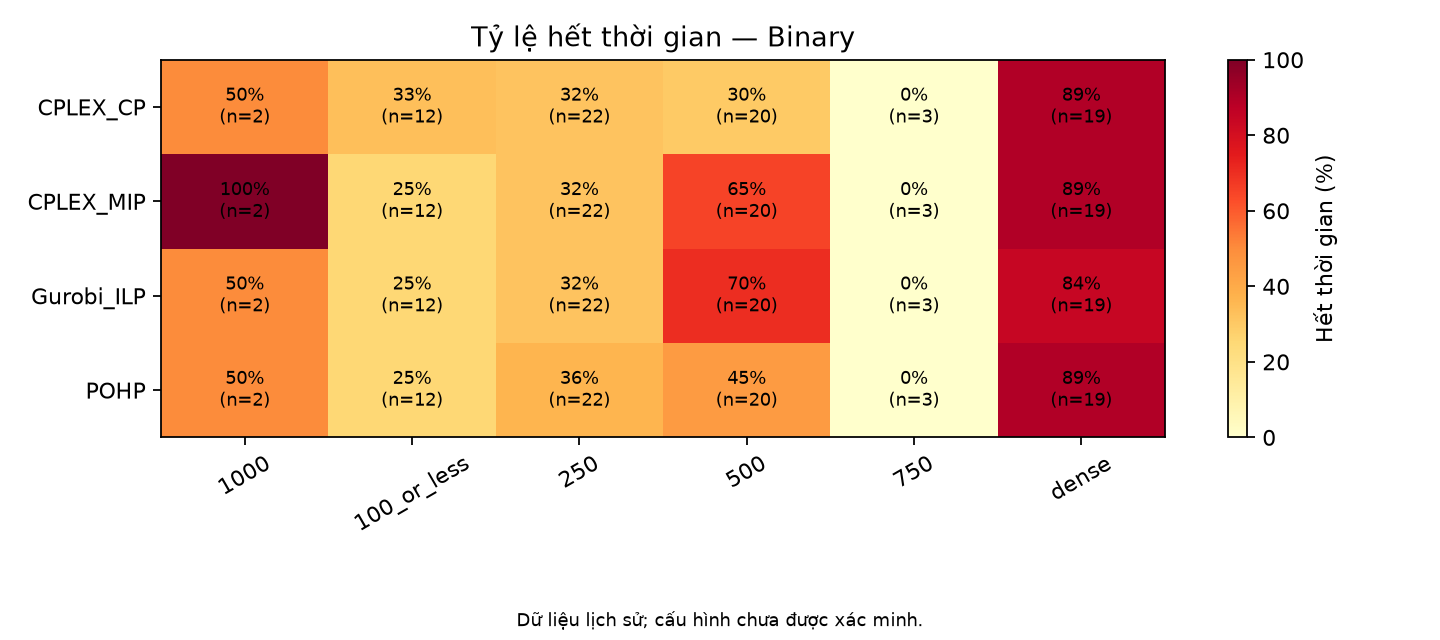 Tỷ lệ hết thời gian — Binary
CPLEX_CP
50% 33% 32% 30% 0% 89%
(n=2) (n=12) (n=22) (n=20) (n=3) (n=19)
CPLEX_MIP
100% 25% 32% 65% 0% 89%
(n=2) (n=12) (n=22) (n=20) (n=3) (n=19)
Gurobi_ILP
50% 25% 32% 70% 0% 84%
(n=2) (n=12) (n=22) (n=20) (n=3) (n=19)
POHP
50% 25% 36% 45% 0% 89%
(n=2) (n=12) (n=22) (n=20) (n=3) (n=19)
1000 100_or_less 250 500 750 dense
100
80
60
40
20
0
Hết thời gian (%)
Dữ liệu lịch sử; cấu hình chưa được xác minh.